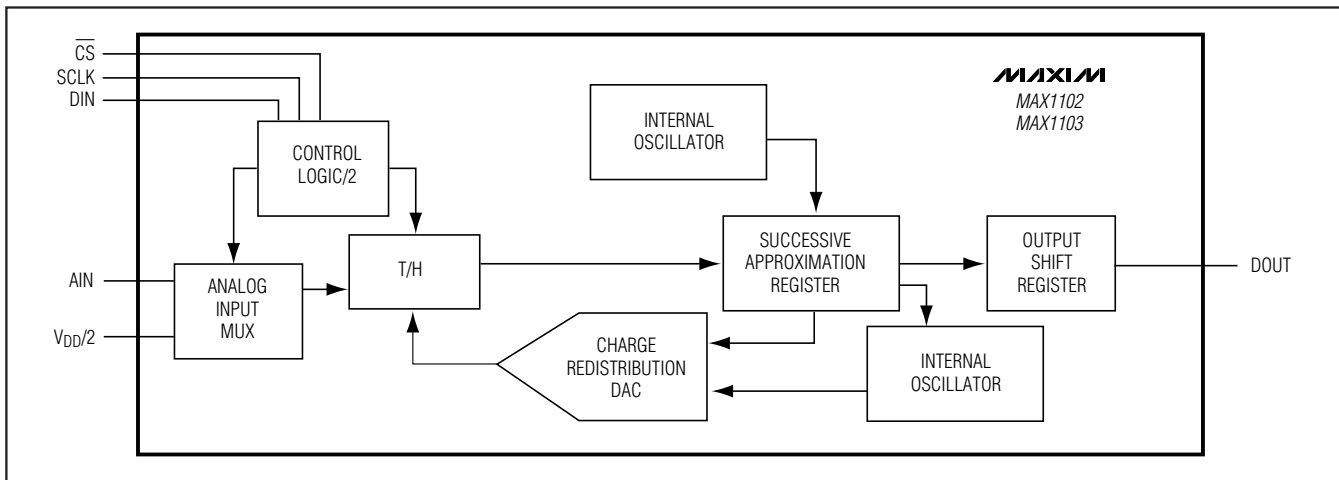 CS
SCLK
DIN
MAXIM
MAX1102
MAX1103
INTERNAL
OSCILLATOR
CONTROL
LOGIC/2
SUCCESSIVE
APPROXIMATION
REGISTER
OUTPUT
SHIFT
REGISTER
DOUT
T/H
AIN
ANALOG
INPUT
MUX
VDD/2
CHARGE
REDISTRIBUTION
DAC
INTERNAL
OSCILLATOR